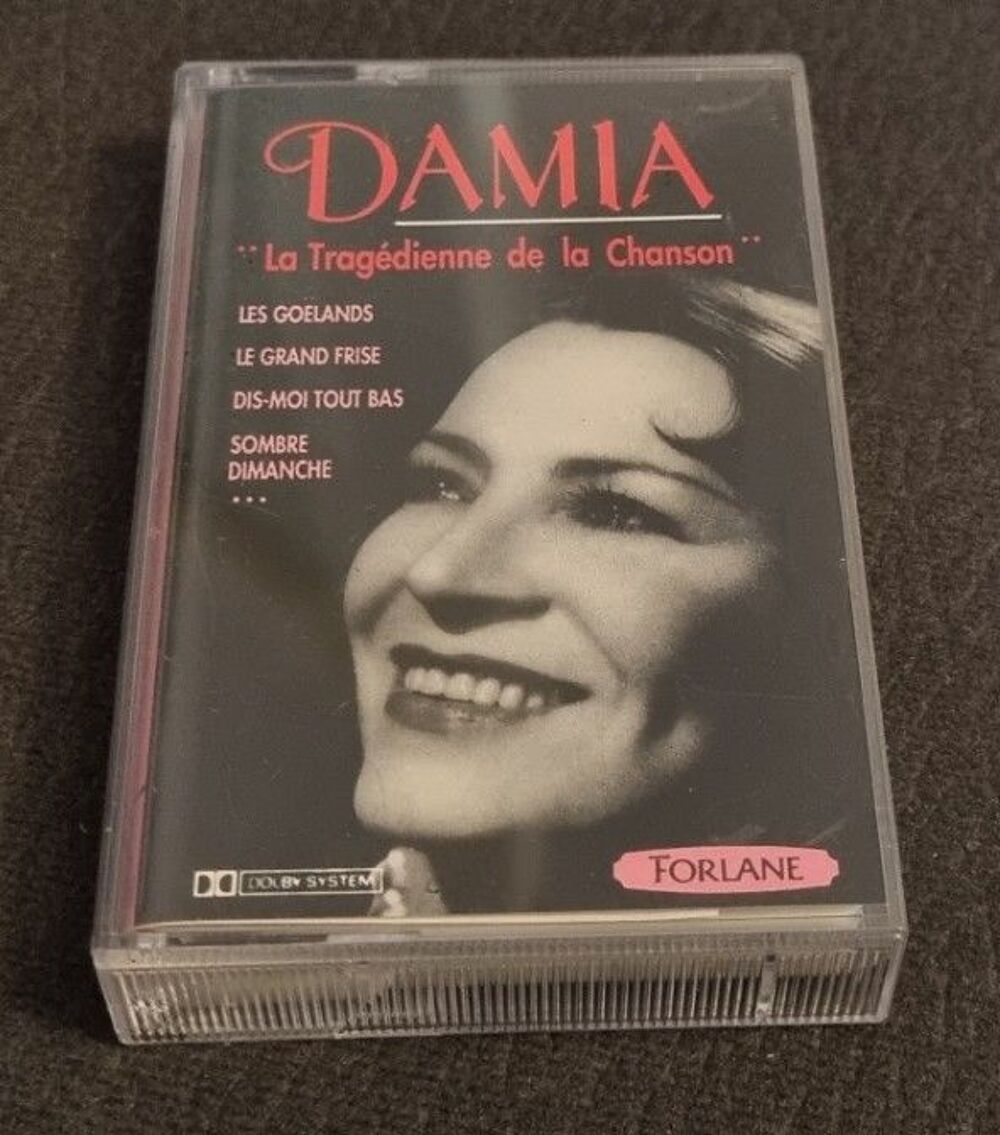 DAMIA
"La Tragédienne de la Chanson"
LES GOELANDS
LE GRAND FRISE
DIS-MOI TOUT BAS
SOMBRE
DIMANCHE
...
DOLBY SYSTEM
FORLANE